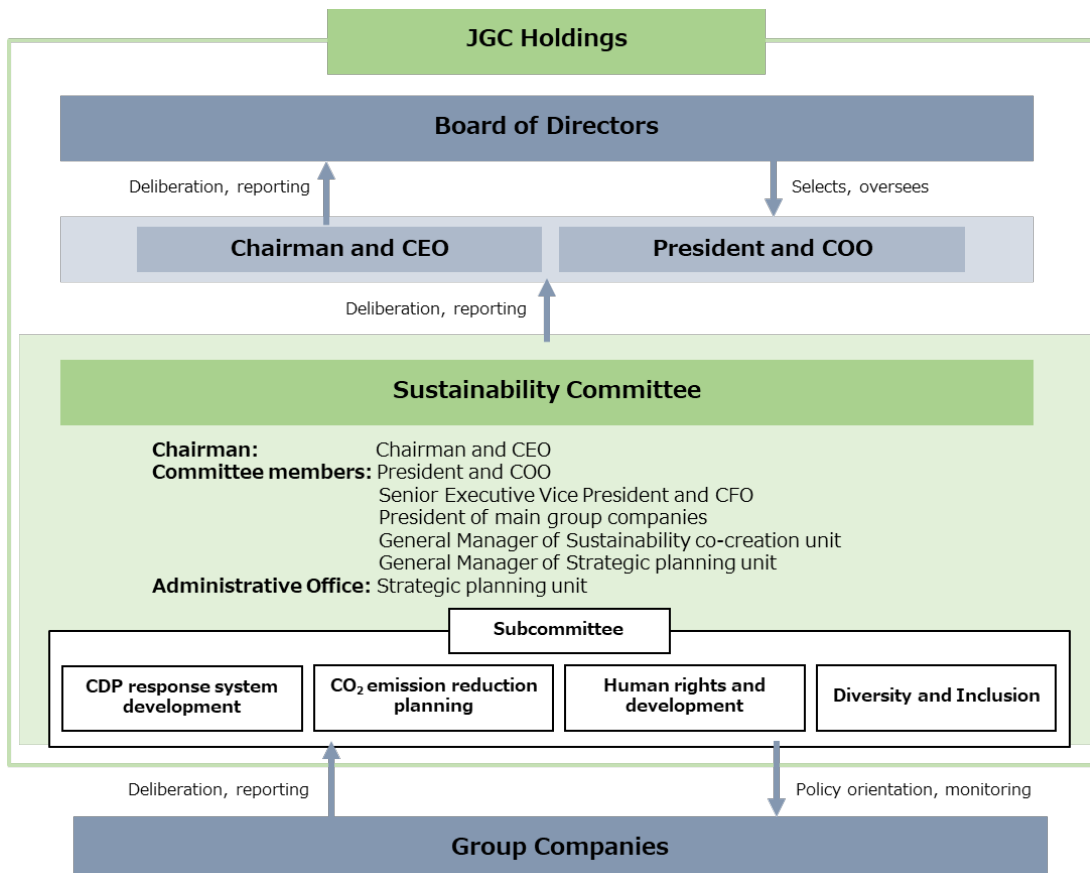 JGC Holdings
Board of Directors
Deliberation, reporting
Selects, oversees
Chairman and CEO
President and COO
Deliberation, reporting
Sustainability Committee
Chairman: Chairman and CEO
Committee members: President and COO
Senior Executive Vice President and CFO
President of main group companies
General Manager of Sustainability co-creation unit
General Manager of Strategic planning unit
Administrative Office: Strategic planning unit
Subcommittee
CDP response system
development
CO₂ emission reduction
planning
Human rights and
development
Diversity and Inclusion
Deliberation, reporting
Policy orientation, monitoring
Group Companies